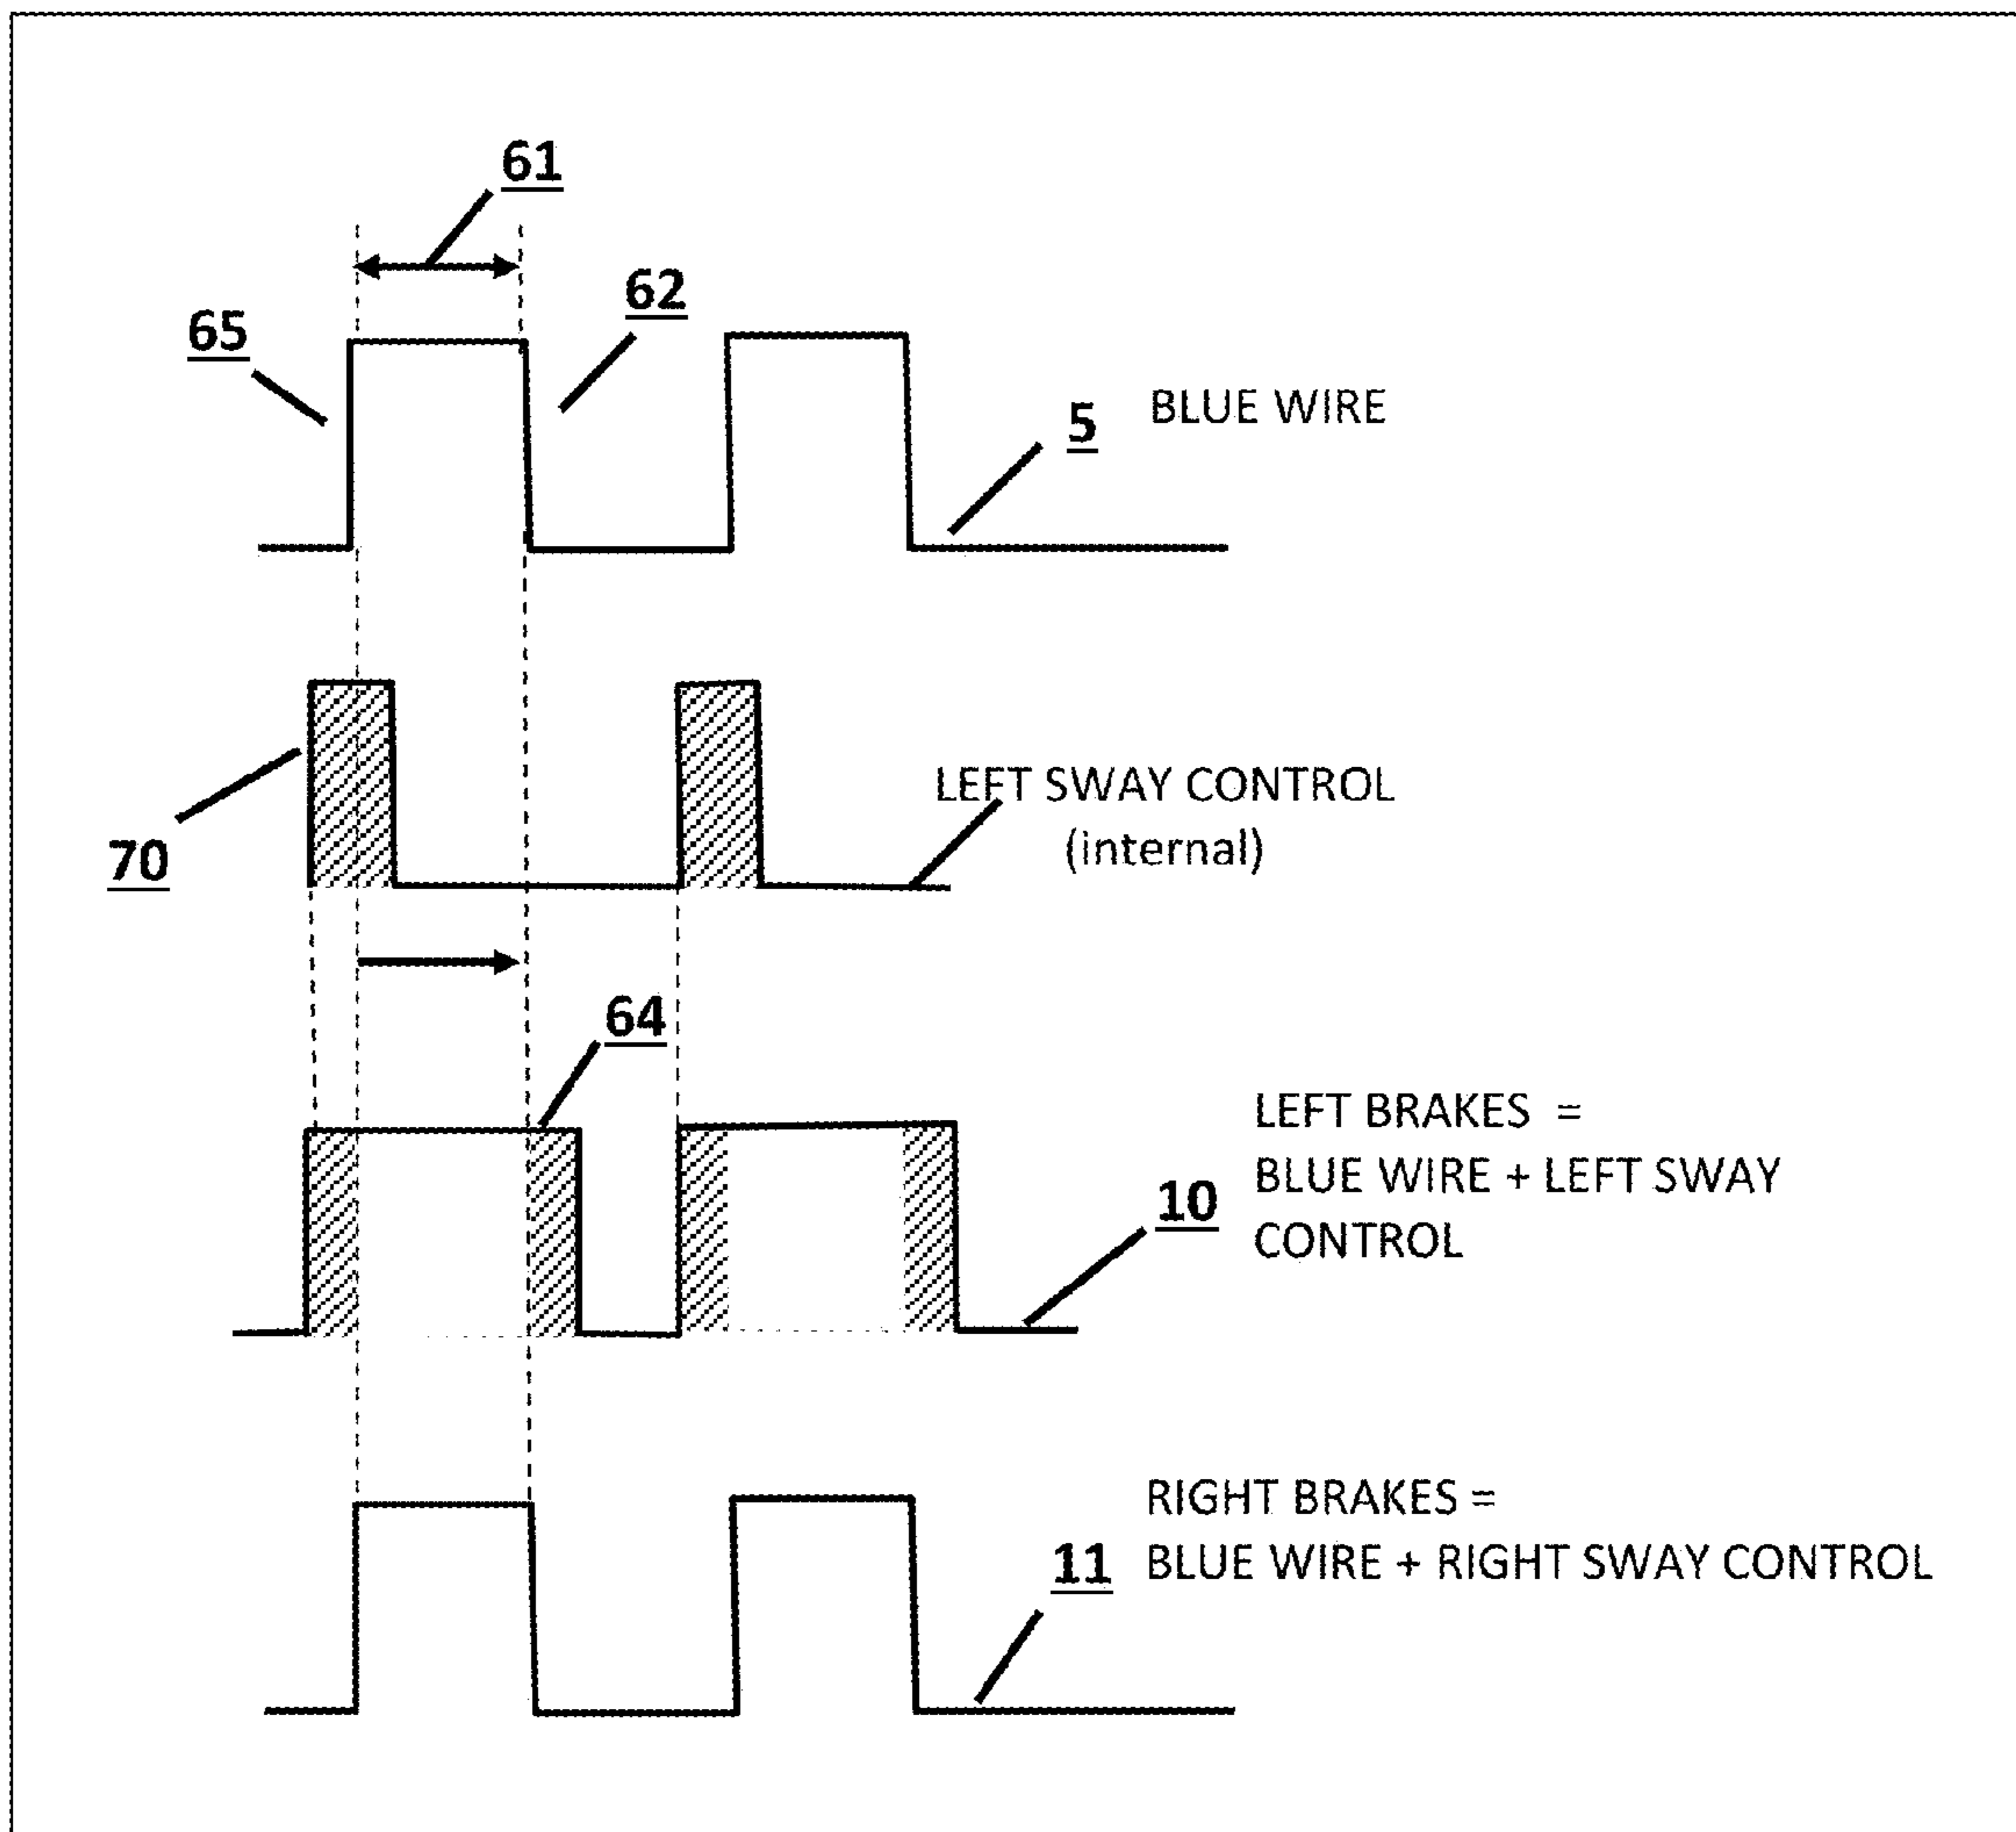 61
62
65
5 BLUE WIRE
LEFT SWAY CONTROL
(internal)
70
64
LEFT BRAKES =
BLUE WIRE + LEFT SWAY
CONTROL
10
RIGHT BRAKES =
BLUE WIRE + RIGHT SWAY CONTROL
11